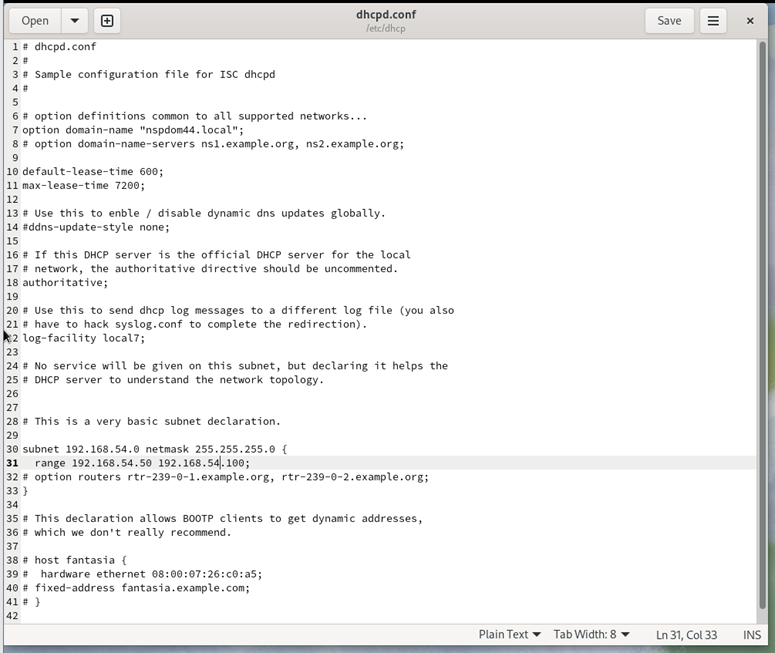 Open
dhcpd.conf
/etc/dhcp
Save
1 # dhcpd.conf
2 #
3 # Sample configuration file for ISC dhcpd
4 #
5
6 # option definitions common to all supported networks...
7 option domain-name "nspdom44.local";
8 # option domain-name-servers ns1.example.org, ns2.example.org;
9
10 default-lease-time 600;
11 max-lease-time 7200;
12
13 # Use this to enble / disable dynamic dns updates globally.
14 #ddns-update-style none;
15
16 # If this DHCP server is the official DHCP server for the local
17 # network, the authoritative directive should be uncommented.
18 authoritative;
19
20 # Use this to send dhcp log messages to a different log file (you also
21 # have to hack syslog.conf to complete the redirection).
22 log-facility local7;
23
24 # No service will be given on this subnet, but declaring it helps the
25 # DHCP server to understand the network topology.
26
27
28 # This is a very basic subnet declaration.
29
30 subnet 192.168.54.0 netmask 255.255.255.0 {
31   range 192.168.54.50 192.168.54.100;
32 # option routers rtr-239-0-1.example.org, rtr-239-0-2.example.org;
33 }
34
35 # This declaration allows BOOTP clients to get dynamic addresses,
36 # which we don't really recommend.
37
38 # host fantasia {
39 #  hardware ethernet 08:00:07:26:c0:a5;
40 # fixed-address fantasia.example.com;
41 # }
42
Plain Text Tab Width: 8 Ln 31, Col 33 INS